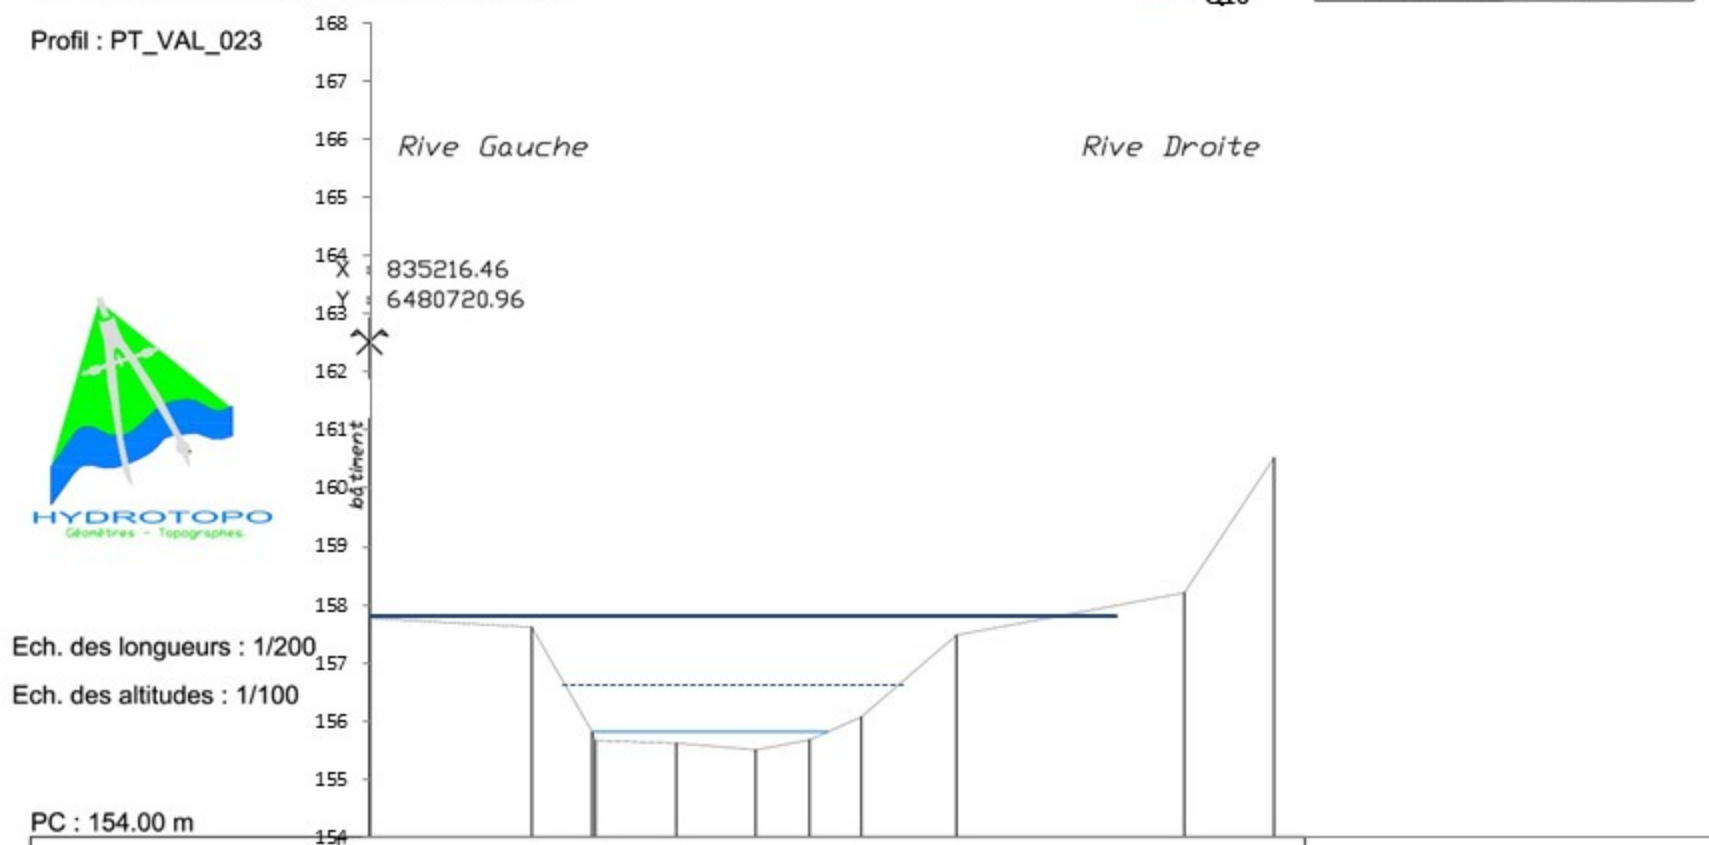 Profil : PT_VAL_023
168
167
166
Rive Gauche
Rive Droite
165
164
X : 835216.46
Y : 6480720.96
163
162
161
bâtiment
160
HYDROTOPO
Géomètres - Topographes.
159
158
Ech. des longueurs : 1/200
157
Ech. des altitudes : 1/100
156
155
PC : 154.00 m
154